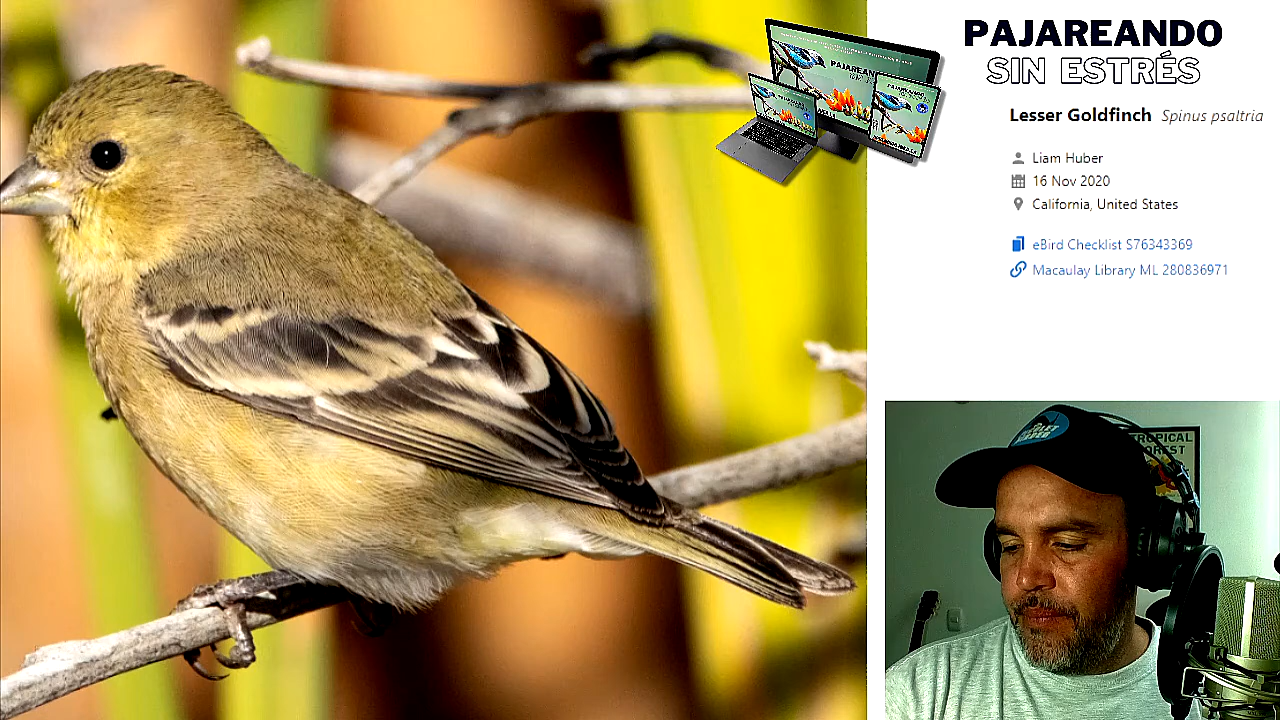 PAJAREANDO
SIN ESTRÉS
Lesser Goldfinch Spinus psaltria
Liam Huber
16 Nov 2020
California, United States
eBird Checklist S76343369
Macaulay Library ML 280836971
TROPICAL